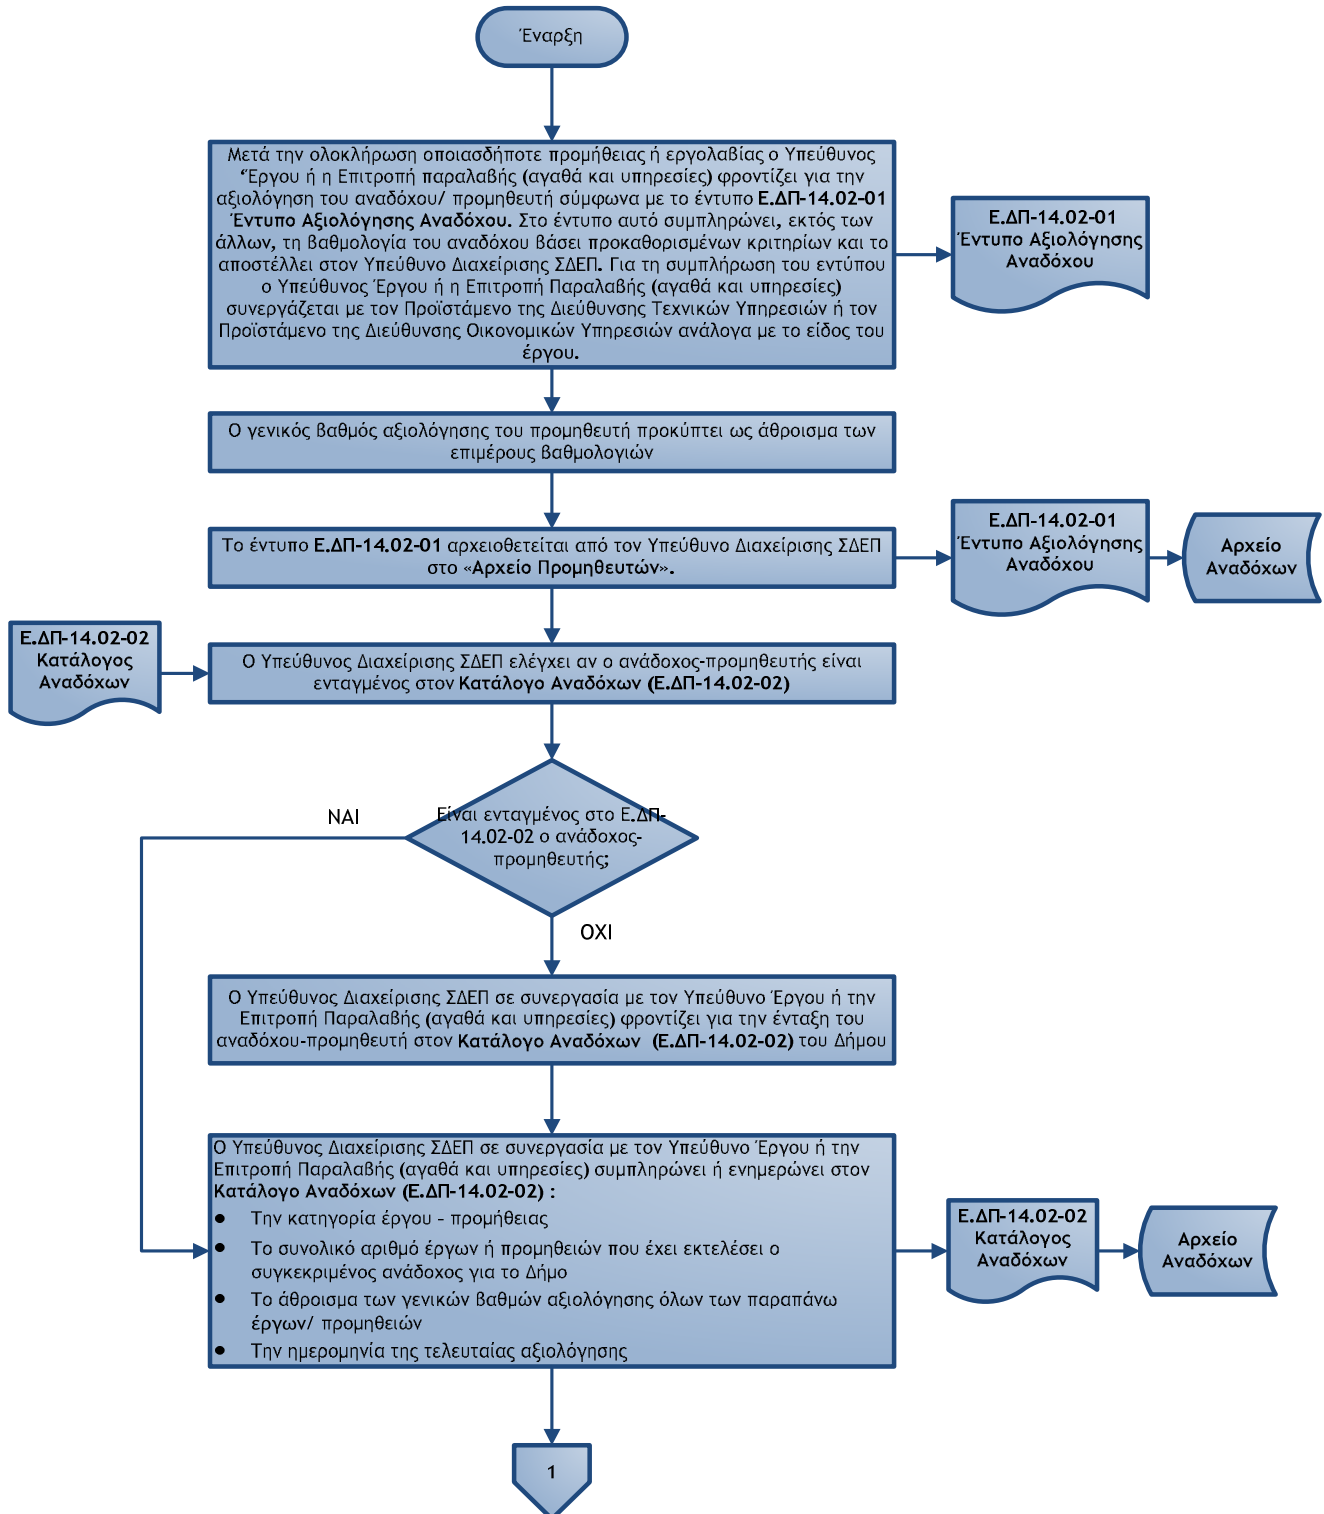 Έναρξη
Μετά την ολοκλήρωση οποιασδήποτε προμήθειας ή εργολαβίας ο Υπεύθυνος
‘Έργου ή η Επιτροπή παραλαβής (αγαθά και υπηρεσίες) φροντίζει για την
αξιολόγηση του αναδόχου/ προμηθευτή σύμφωνα με το έντυπο Ε.ΔΠ-14.02-01
Έντυπο Αξιολόγησης Αναδόχου. Στο έντυπο αυτό συμπληρώνει, εκτός των
άλλων, τη βαθμολογία του αναδόχου βάσει προκαθορισμένων κριτηρίων και το
αποστέλλει στον Υπεύθυνο Διαχείρισης ΣΔΕΠ. Για τη συμπλήρωση του εντύπου
ο Υπεύθυνος Έργου ή η Επιτροπή Παραλαβής (αγαθά και υπηρεσίες)
συνεργάζεται με τον Προϊστάμενο της Διεύθυνση Τεχνικών Υπηρεσιών ή τον
Προϊστάμενο της Διεύθυνσης Οικονομικών Υπηρεσιών ανάλογα με το είδος του
έργου.
Ε.ΔΠ-14.02-01
Έντυπο Αξιολόγησης
Αναδόχου
Ο γενικός βαθμός αξιολόγησης του προμηθευτή προκύπτει ως άθροισμα των
επιμέρους βαθμολογιών
Το έντυπο Ε.ΔΠ-14.02-01 αρχειοθετείται από τον Υπεύθυνο Διαχείρισης ΣΔΕΠ
στο «Αρχείο Προμηθευτών».
Ε.ΔΠ-14.02-01
Έντυπο Αξιολόγησης
Αναδόχου
Αρχείο
Αναδόχων
Ε.ΔΠ-14.02-02
Κατάλογος
Αναδόχων
Ο Υπεύθυνος Διαχείρισης ΣΔΕΠ ελέγχει αν ο ανάδοχος-προμηθευτής είναι
ενταγμένος στον Κατάλογο Αναδόχων (Ε.ΔΠ-14.02-02)
Είναι ενταγμένος στο Ε.ΔΠ-
14.02-02 ο ανάδοχος-
προμηθευτής;
ΝΑΙ
ΟΧΙ
Ο Υπεύθυνος Διαχείρισης ΣΔΕΠ σε συνεργασία με τον Υπεύθυνο Έργου ή την
Επιτροπή Παραλαβής (αγαθά και υπηρεσίες) φροντίζει για την ένταξη του
αναδόχου-προμηθευτή στον Κατάλογο Αναδόχων  (Ε.ΔΠ-14.02-02) του Δήμου
Ο Υπεύθυνος Διαχείρισης ΣΔΕΠ σε συνεργασία με τον Υπεύθυνο Έργου ή την
Επιτροπή Παραλαβής (αγαθά και υπηρεσίες) συμπληρώνει ή ενημερώνει στον
Κατάλογο Αναδόχων (Ε.ΔΠ-14.02-02) :
● Την κατηγορία έργου - προμήθειας
● Το συνολικό αριθμό έργων ή προμηθειών που έχει εκτελέσει ο
συγκεκριμένος ανάδοχος για το Δήμο
● Το άθροισμα των γενικών βαθμών αξιολόγησης όλων των παραπάνω
έργων/ προμηθειών
● Την ημερομηνία της τελευταίας αξιολόγησης
Ε.ΔΠ-14.02-02
Κατάλογος
Αναδόχων
Αρχείο
Αναδόχων
1